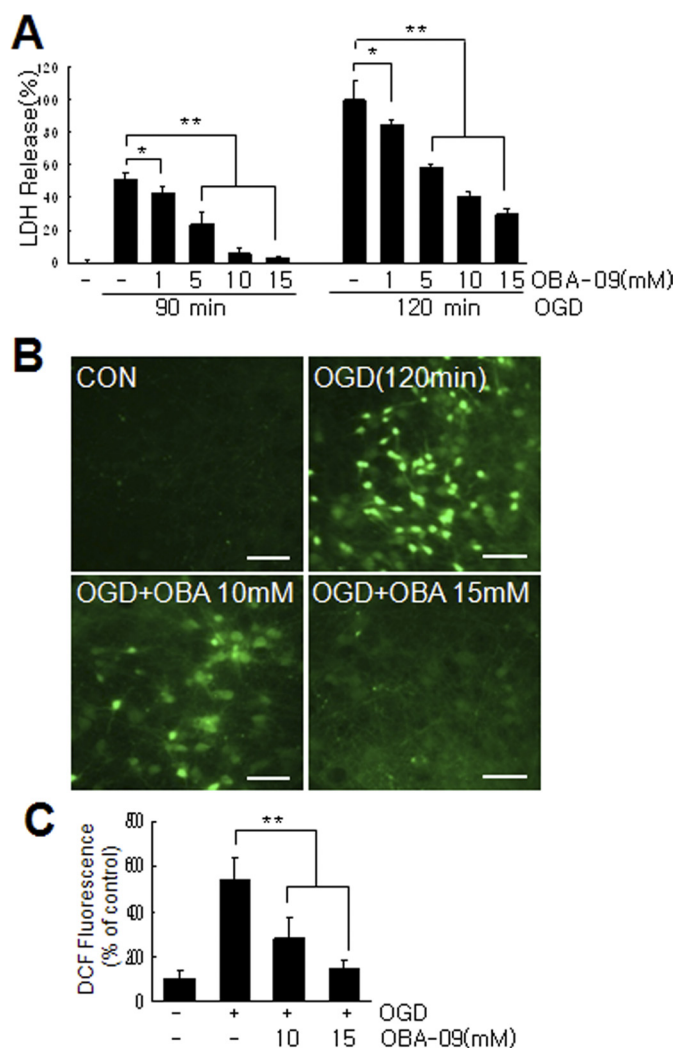 A
LDH Release(%)
120
100
80
60
40
20
0
*
**
*
**
- - 1 5 10 15 - 1 5 10 15 OBA-09(mM)
90 min 120 min OGD
B
CON
OGD(120min)
OGD+OBA 10mM
OGD+OBA 15mM
C
DCF Fluorescence
(% of control)
800
600
400
200
0
**
- + + + OGD
- - 10 15 OBA-09(mM)